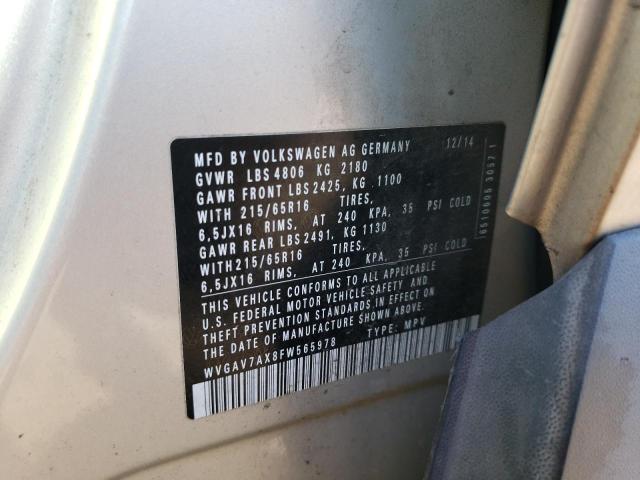 MFD BY VOLKSWAGEN AG GERMANY 12/14
GVWR LBS 4806 KG 2180
GAWR FRONT LBS 2425, KG 1100
WITH 215/65R16 TIRES,
6,5JX16 RIMS, AT 240 KPA, 35 PSI COLD
GAWR REAR LBS 2491, KG 1130
WITH 215/65R16 TIRES,
6,5JX16 RIMS, AT 240 KPA, 35 PSI COLD
THIS VEHICLE CONFORMS TO ALL APPLICABLE
U.S. FEDERAL MOTOR VEHICLE SAFETY AND
THEFT PREVENTION STANDARDS IN EFFECT ON
THE DATE OF MANUFACTURE SHOWN ABOVE
WVGAV7AX8FW565978 TYPE: MPV
6510605 3057 1